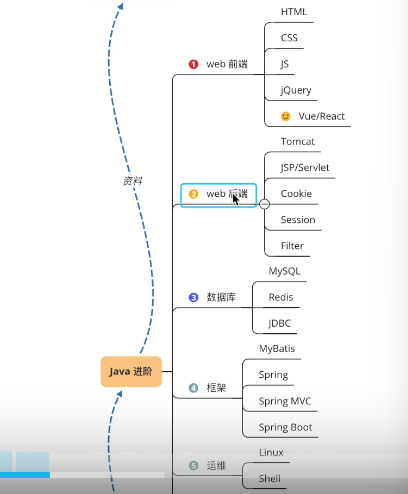 HTML
CSS
1 web 前端
JS
jQuery
Vue/React
Tomcat
JSP/Servlet
资料
2 web 后端
Cookie
Session
Filter
MySQL
3 数据库
Redis
JDBC
MyBatis
Java 进阶
Spring
4 框架
Spring MVC
Spring Boot
Linux
5 运维
Shell